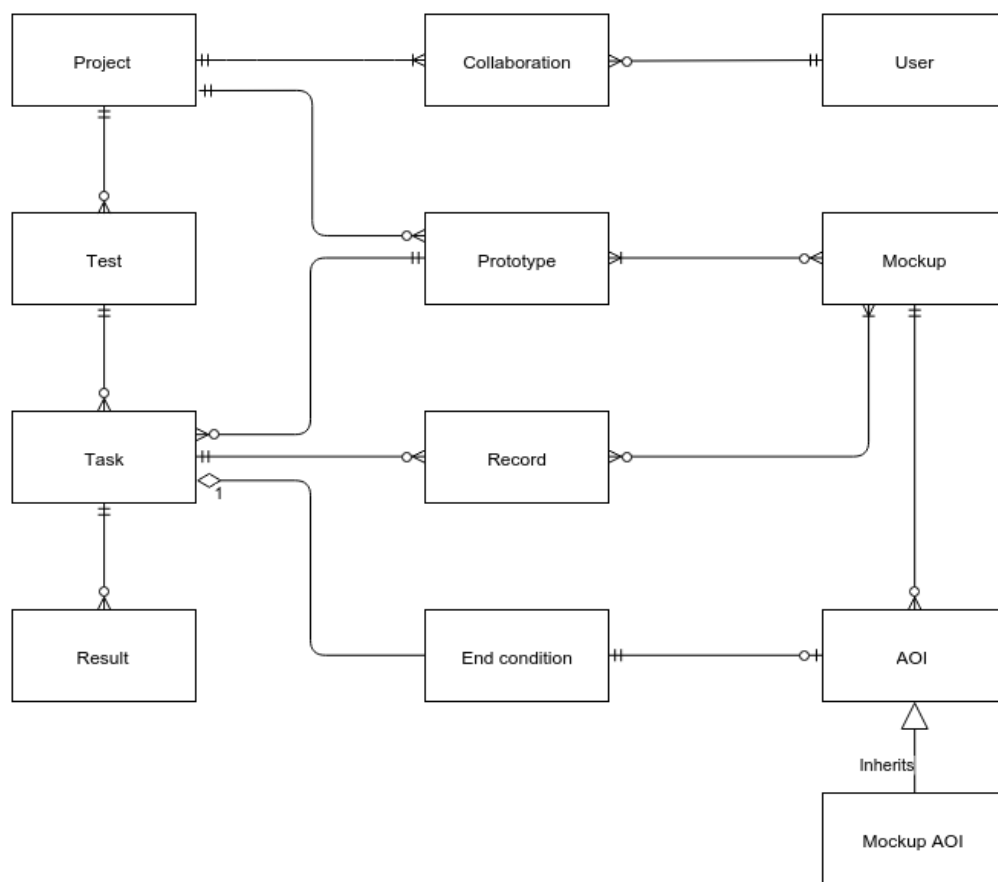 Project
Collaboration
User
Test
Prototype
Mockup
Task
Record
1
Result
End condition
AOI
Inherits
Mockup AOI